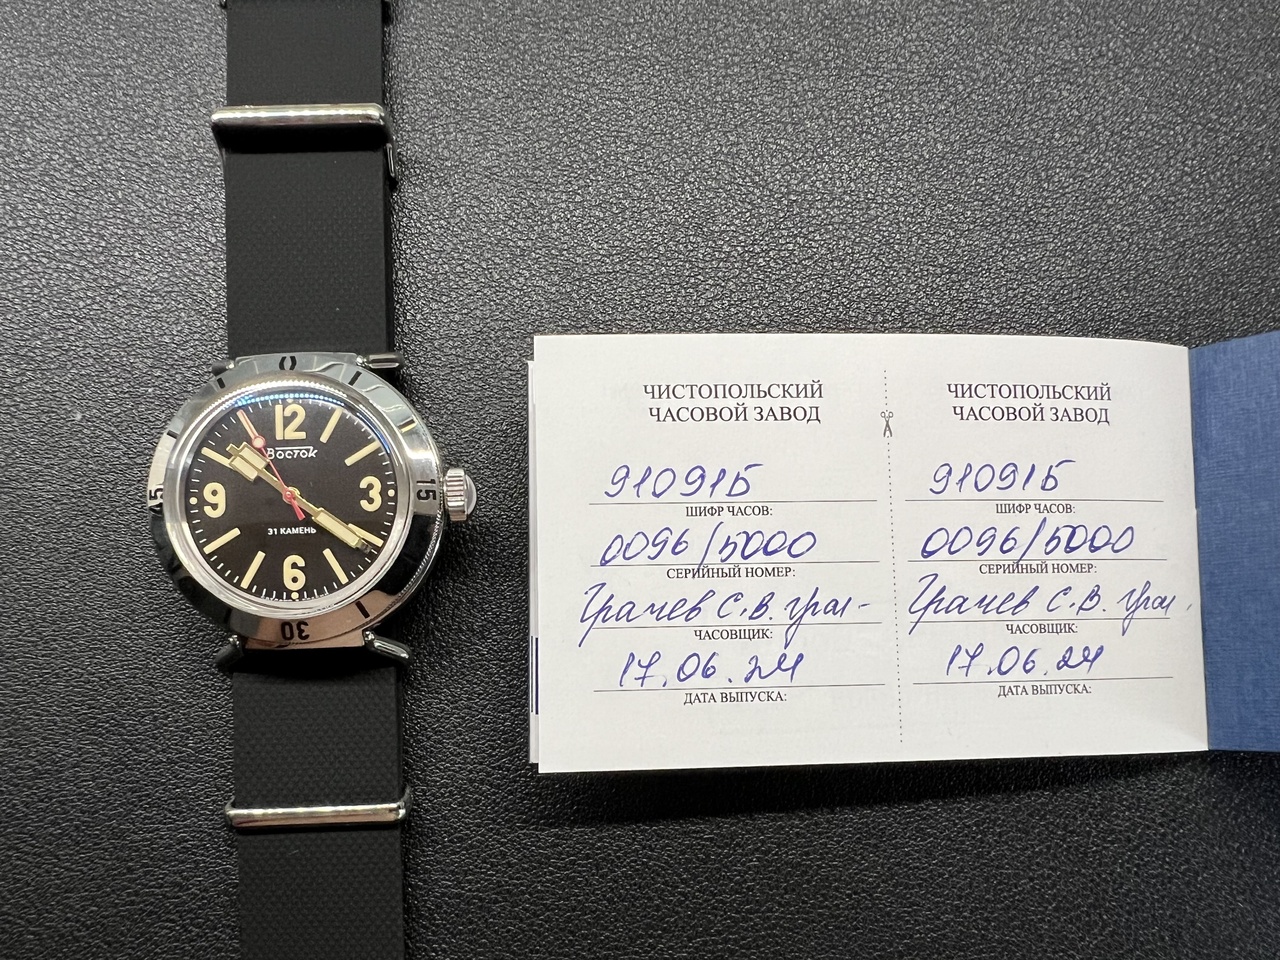 0
12
Восток
45
9
3
15
31 КАМЕНЬ
6
30
ЧИСТОПОЛЬСКИЙ
ЧАСОВОЙ ЗАВОД
91091Б
ШИФР ЧАСОВ:
0096/5000
СЕРИЙНЫЙ НОМЕР:
Грачев С.В.
ЧАСОВЩИК:
17.06.24
ДАТА ВЫПУСКА:
ЧИСТОПОЛЬСКИЙ
ЧАСОВОЙ ЗАВОД
91091Б
ШИФР ЧАСОВ:
0096/5000
СЕРИЙНЫЙ НОМЕР:
Грачев С.В.
ЧАСОВЩИК:
17.06.24
ДАТА ВЫПУСКА: